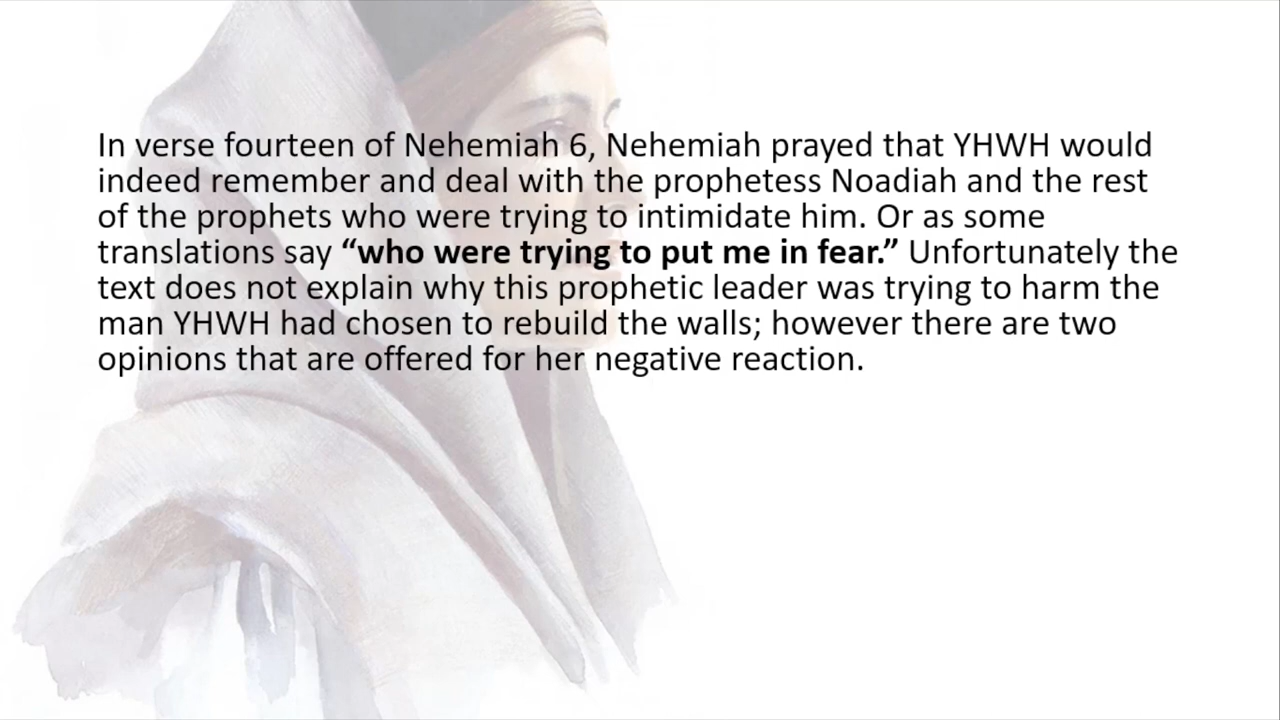 In verse fourteen of Nehemiah 6, Nehemiah prayed that YHWH would
indeed remember and deal with the prophetess Noadiah and the rest
of the prophets who were trying to intimidate him. Or as some
translations say “who were trying to put me in fear.” Unfortunately the
text does not explain why this prophetic leader was trying to harm the
man YHWH had chosen to rebuild the walls; however there are two
opinions that are offered for her negative reaction.